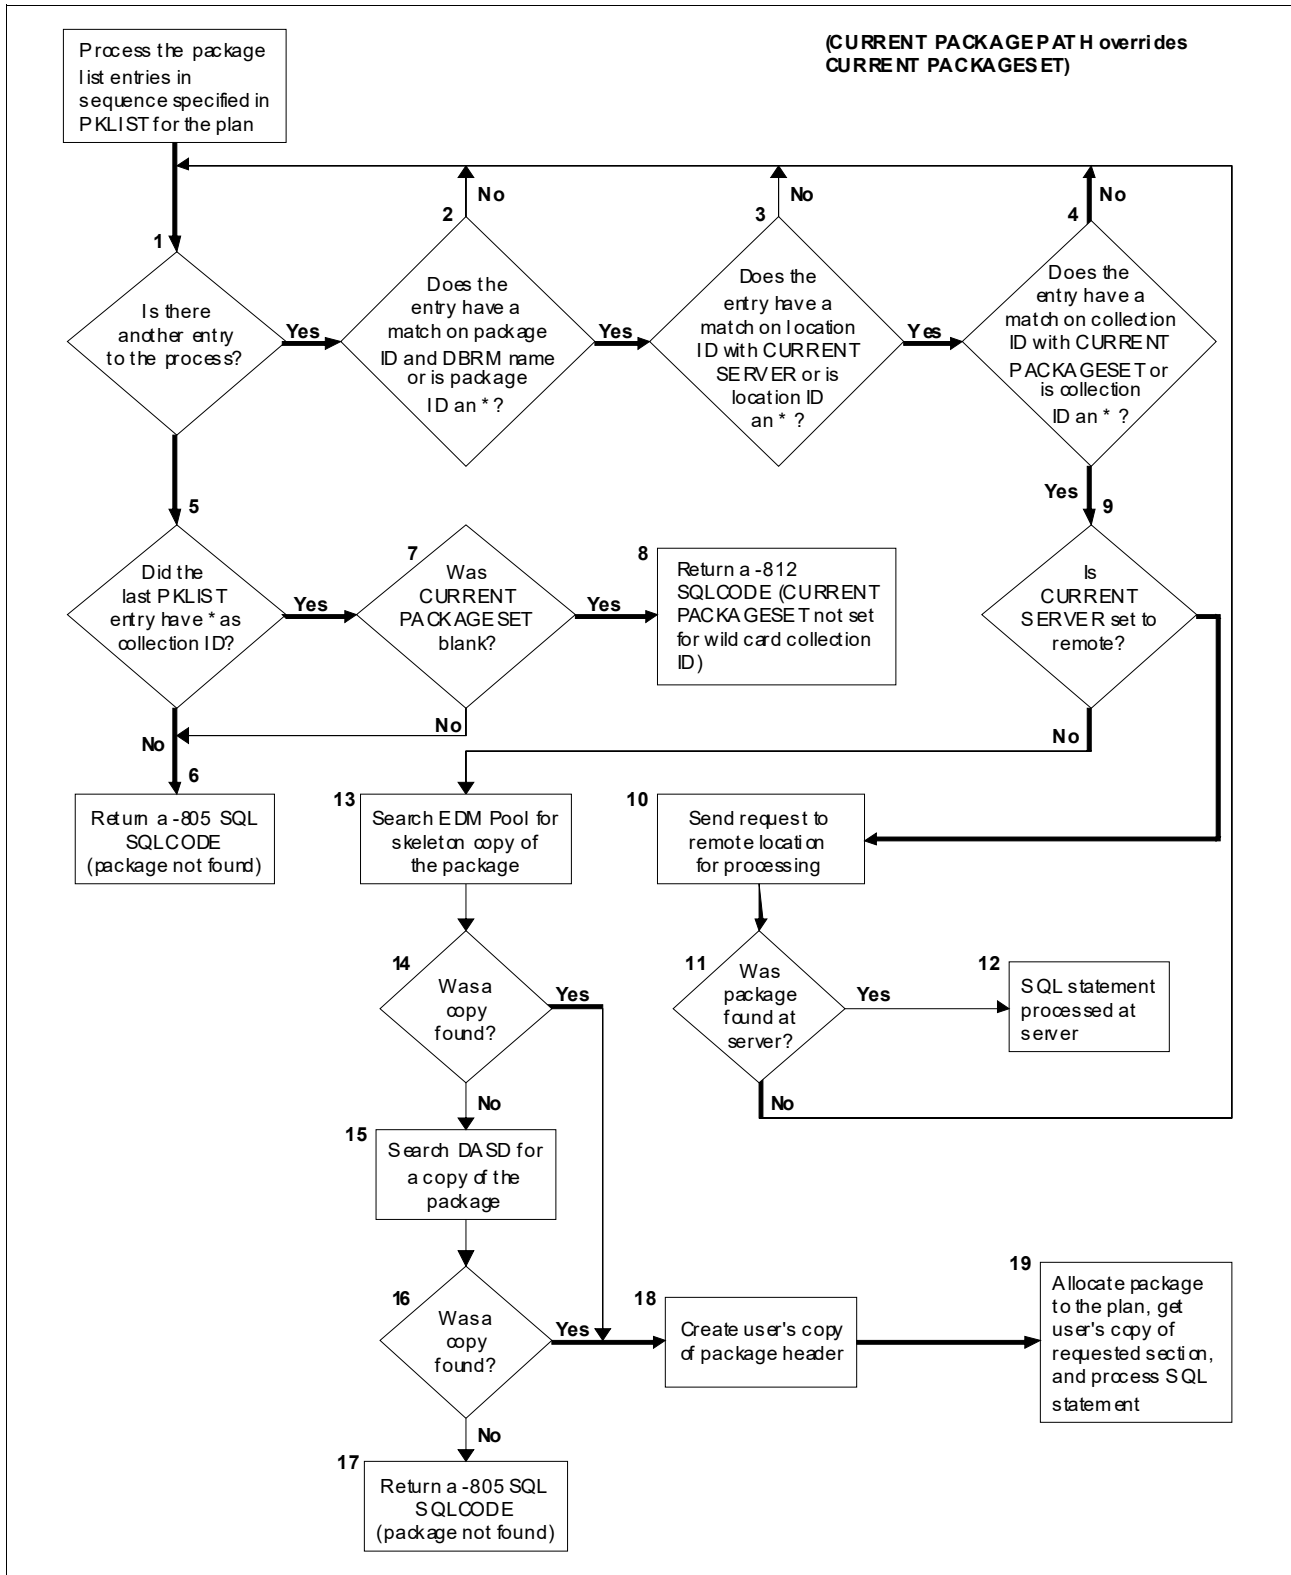 (CURRENT PACKAGE PATH overrides
CURRENT PACKAGESET)
Process the package
list entries in
sequence specified in
PKLIST for the plan
No
No
No
1
2
3
4
Is there
another entry
to the process?
Yes
Does the
entry have a
match on package
ID and DBRM name
or is package
ID an * ?
Yes
Does the
entry have a
match on location
ID with CURRENT
SERVER or is
location ID
an * ?
Yes
Does the
entry have a
match on collection
ID with CURRENT
PACKAGESET or
is collection
ID an * ?
Yes
5
Did the
last PKLIST
entry have * as
collection ID?
Yes
7
Was
CURRENT
PACKAGESET
blank?
Yes
8
Return a -812
SQLCODE (CURRENT
PACKAGESET not set
for wild card collection
ID)
9
Is
CURRENT
SERVER set to
remote?
No
No
No
6
Return a -805 SQL
SQLCODE
(package not found)
13
Search EDM Pool for
skeleton copy of
the package
10
Send request to
remote location
for processing
14
Was a
copy
found?
Yes
11
Was
package
found at
server?
Yes
12
SQL statement
processed at
server
No
No
15
Search DASD for
a copy of the
package
16
Was a
copy
found?
Yes
18
Create user's copy
of package header
19
Allocate package
to the plan, get
user's copy of
requested section,
and process SQL
statement
No
17
Return a -805 SQL
SQLCODE
(package not found)